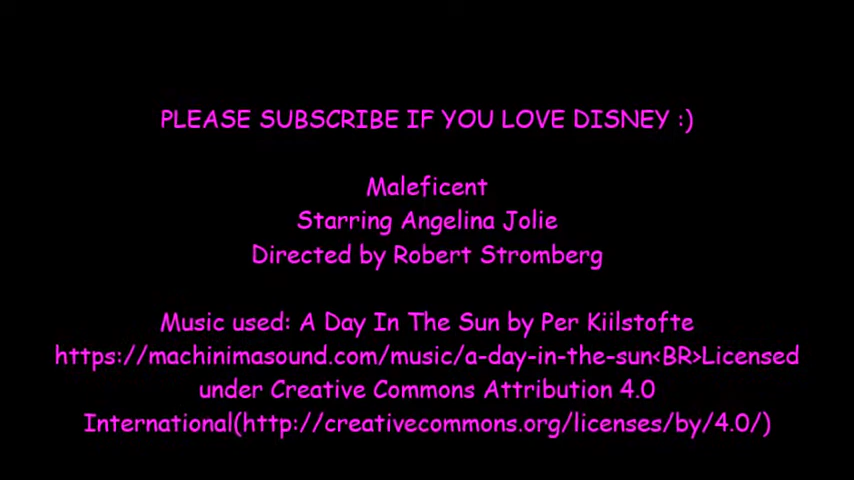 PLEASE SUBSCRIBE IF YOU LOVE DISNEY :)
Maleficent
Starring Angelina Jolie
Directed by Robert Stromberg
Music used: A Day In The Sun by Per Kiilstofte
https://machinimasound.com/music/a-day-in-the-sun<BR>Licensed
under Creative Commons Attribution 4.0
International(http://creativecommons.org/licenses/by/4.0/)